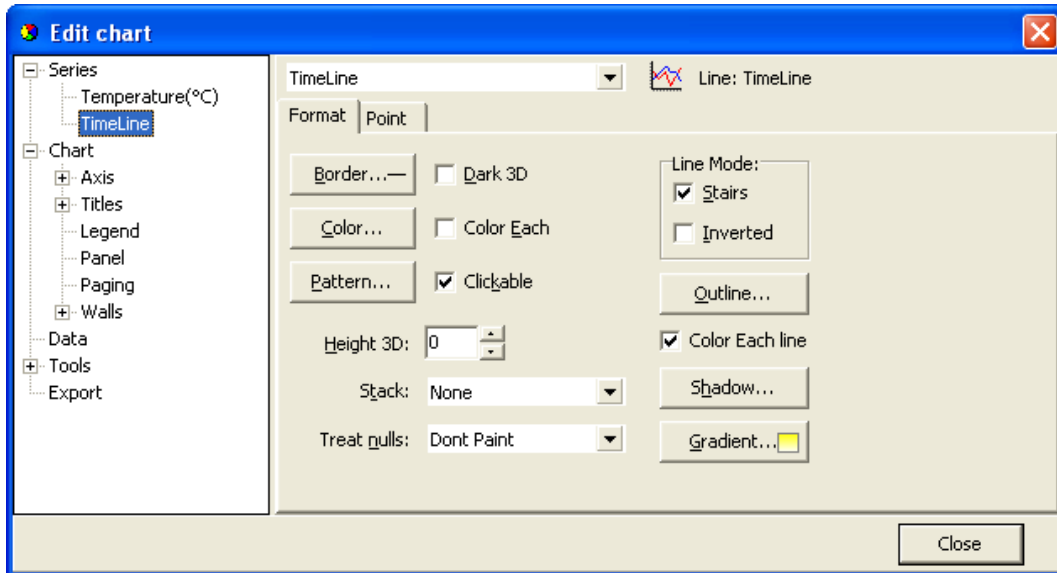 Edit chart
Series
Temperature(°C)
TimeLine
Chart
Axis
Titles
Legend
Panel
Paging
Walls
Data
Tools
Export
TimeLine
Line: TimeLine
Format
Point
Border...
Dark 3D
Color...
Color Each
Pattern...
Clickable
Height 3D: 0
Stack: None
Treat nulls: Dont Paint
Line Mode:
Stairs
Inverted
Outline...
Color Each line
Shadow...
Gradient...
Close